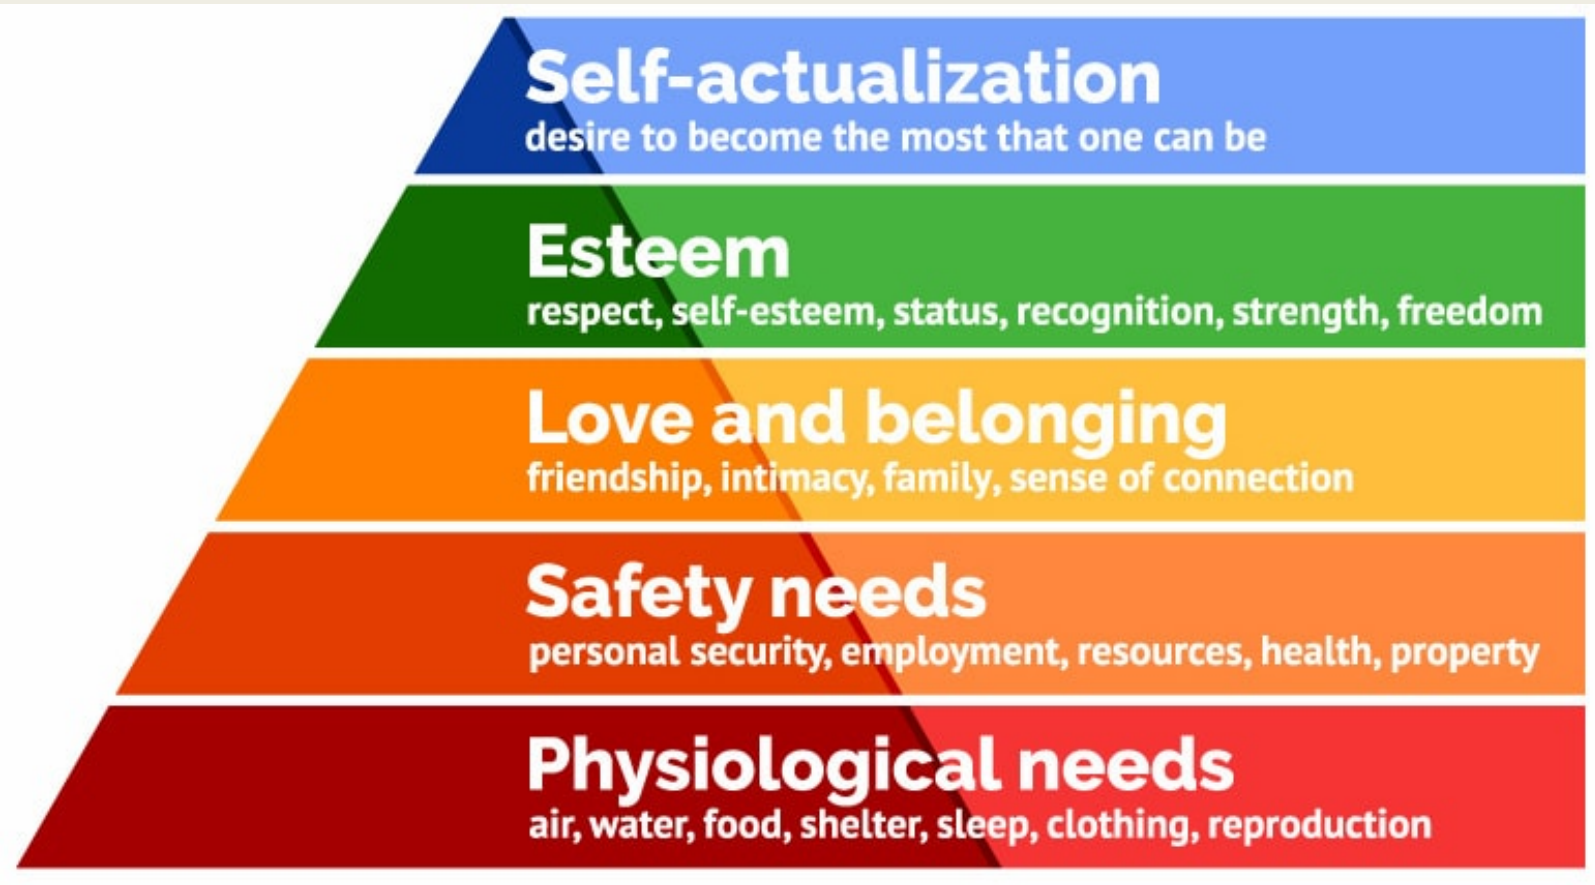 Self-actualization
desire to become the most that one can be
Esteem
respect, self-esteem, status, recognition, strength, freedom
Love and belonging
friendship, intimacy, family, sense of connection
Safety needs
personal security, employment, resources, health, property
Physiological needs
air, water, food, shelter, sleep, clothing, reproduction